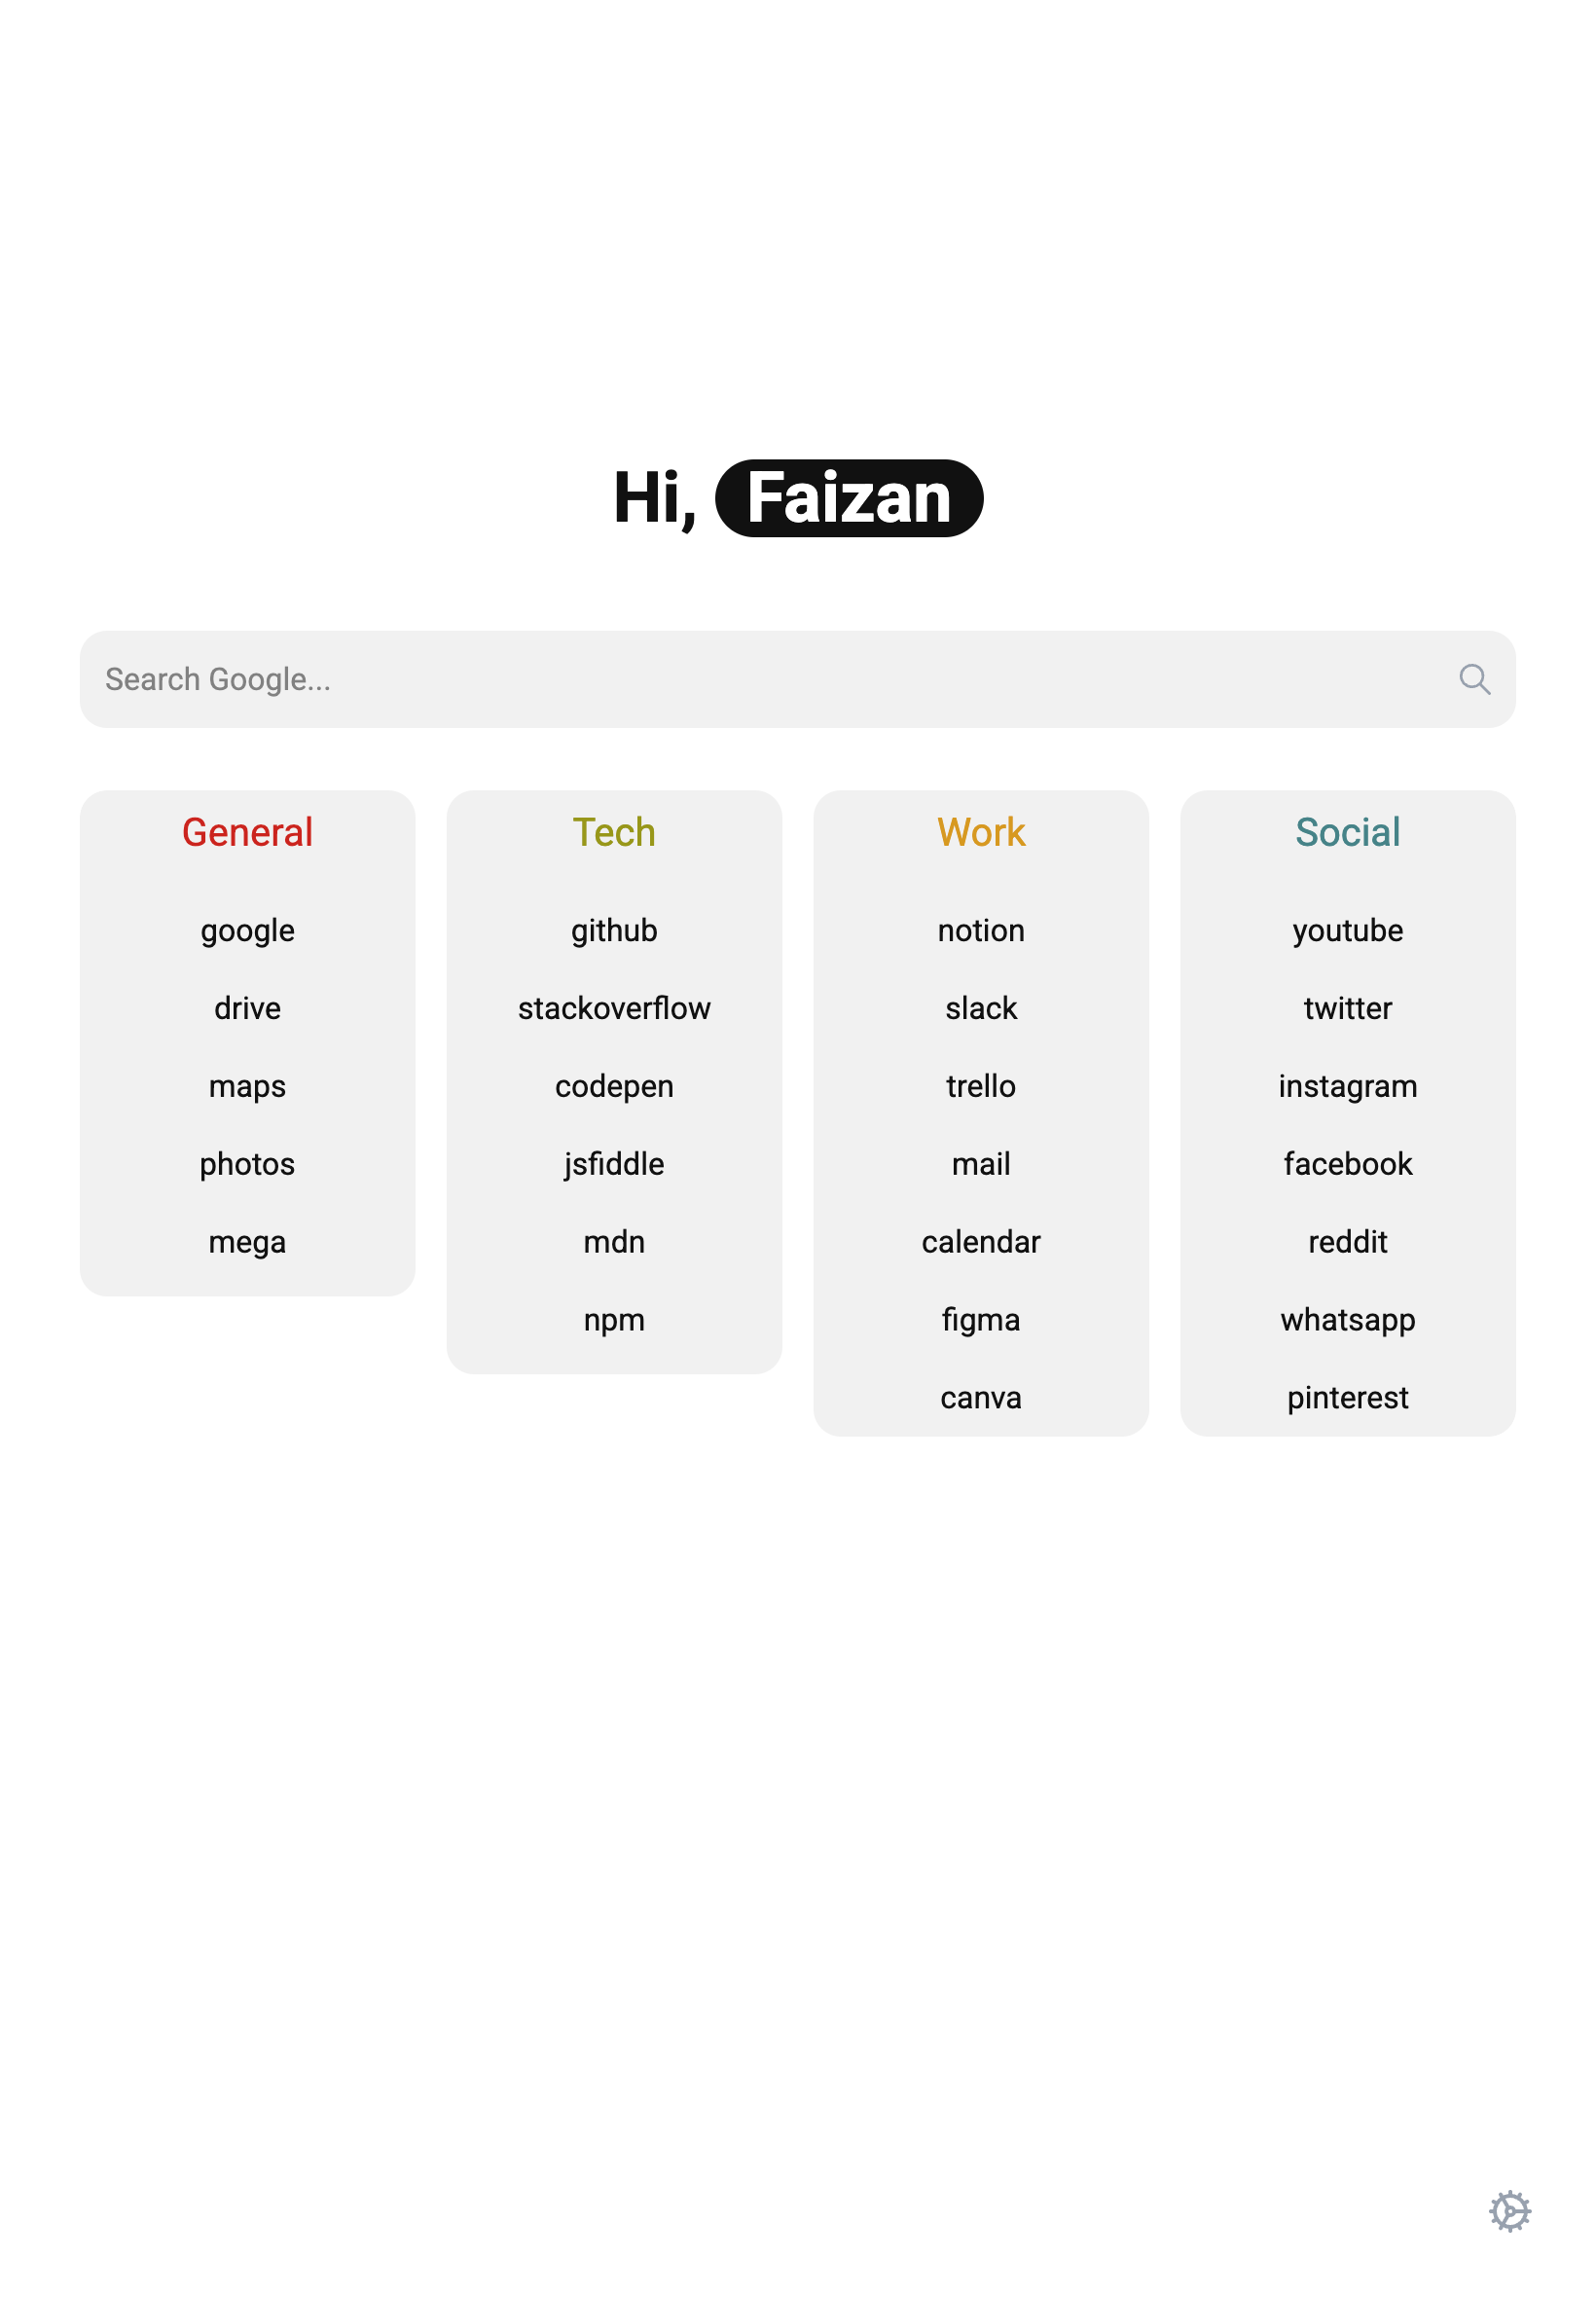 Hi, Faizan
Search Google...
General
google
drive
maps
photos
mega
Tech
github
stackoverflow
codepen
jsfiddle
mdn
npm
Work
notion
slack
trello
mail
calendar
figma
canva
Social
youtube
twitter
instagram
facebook
reddit
whatsapp
pinterest